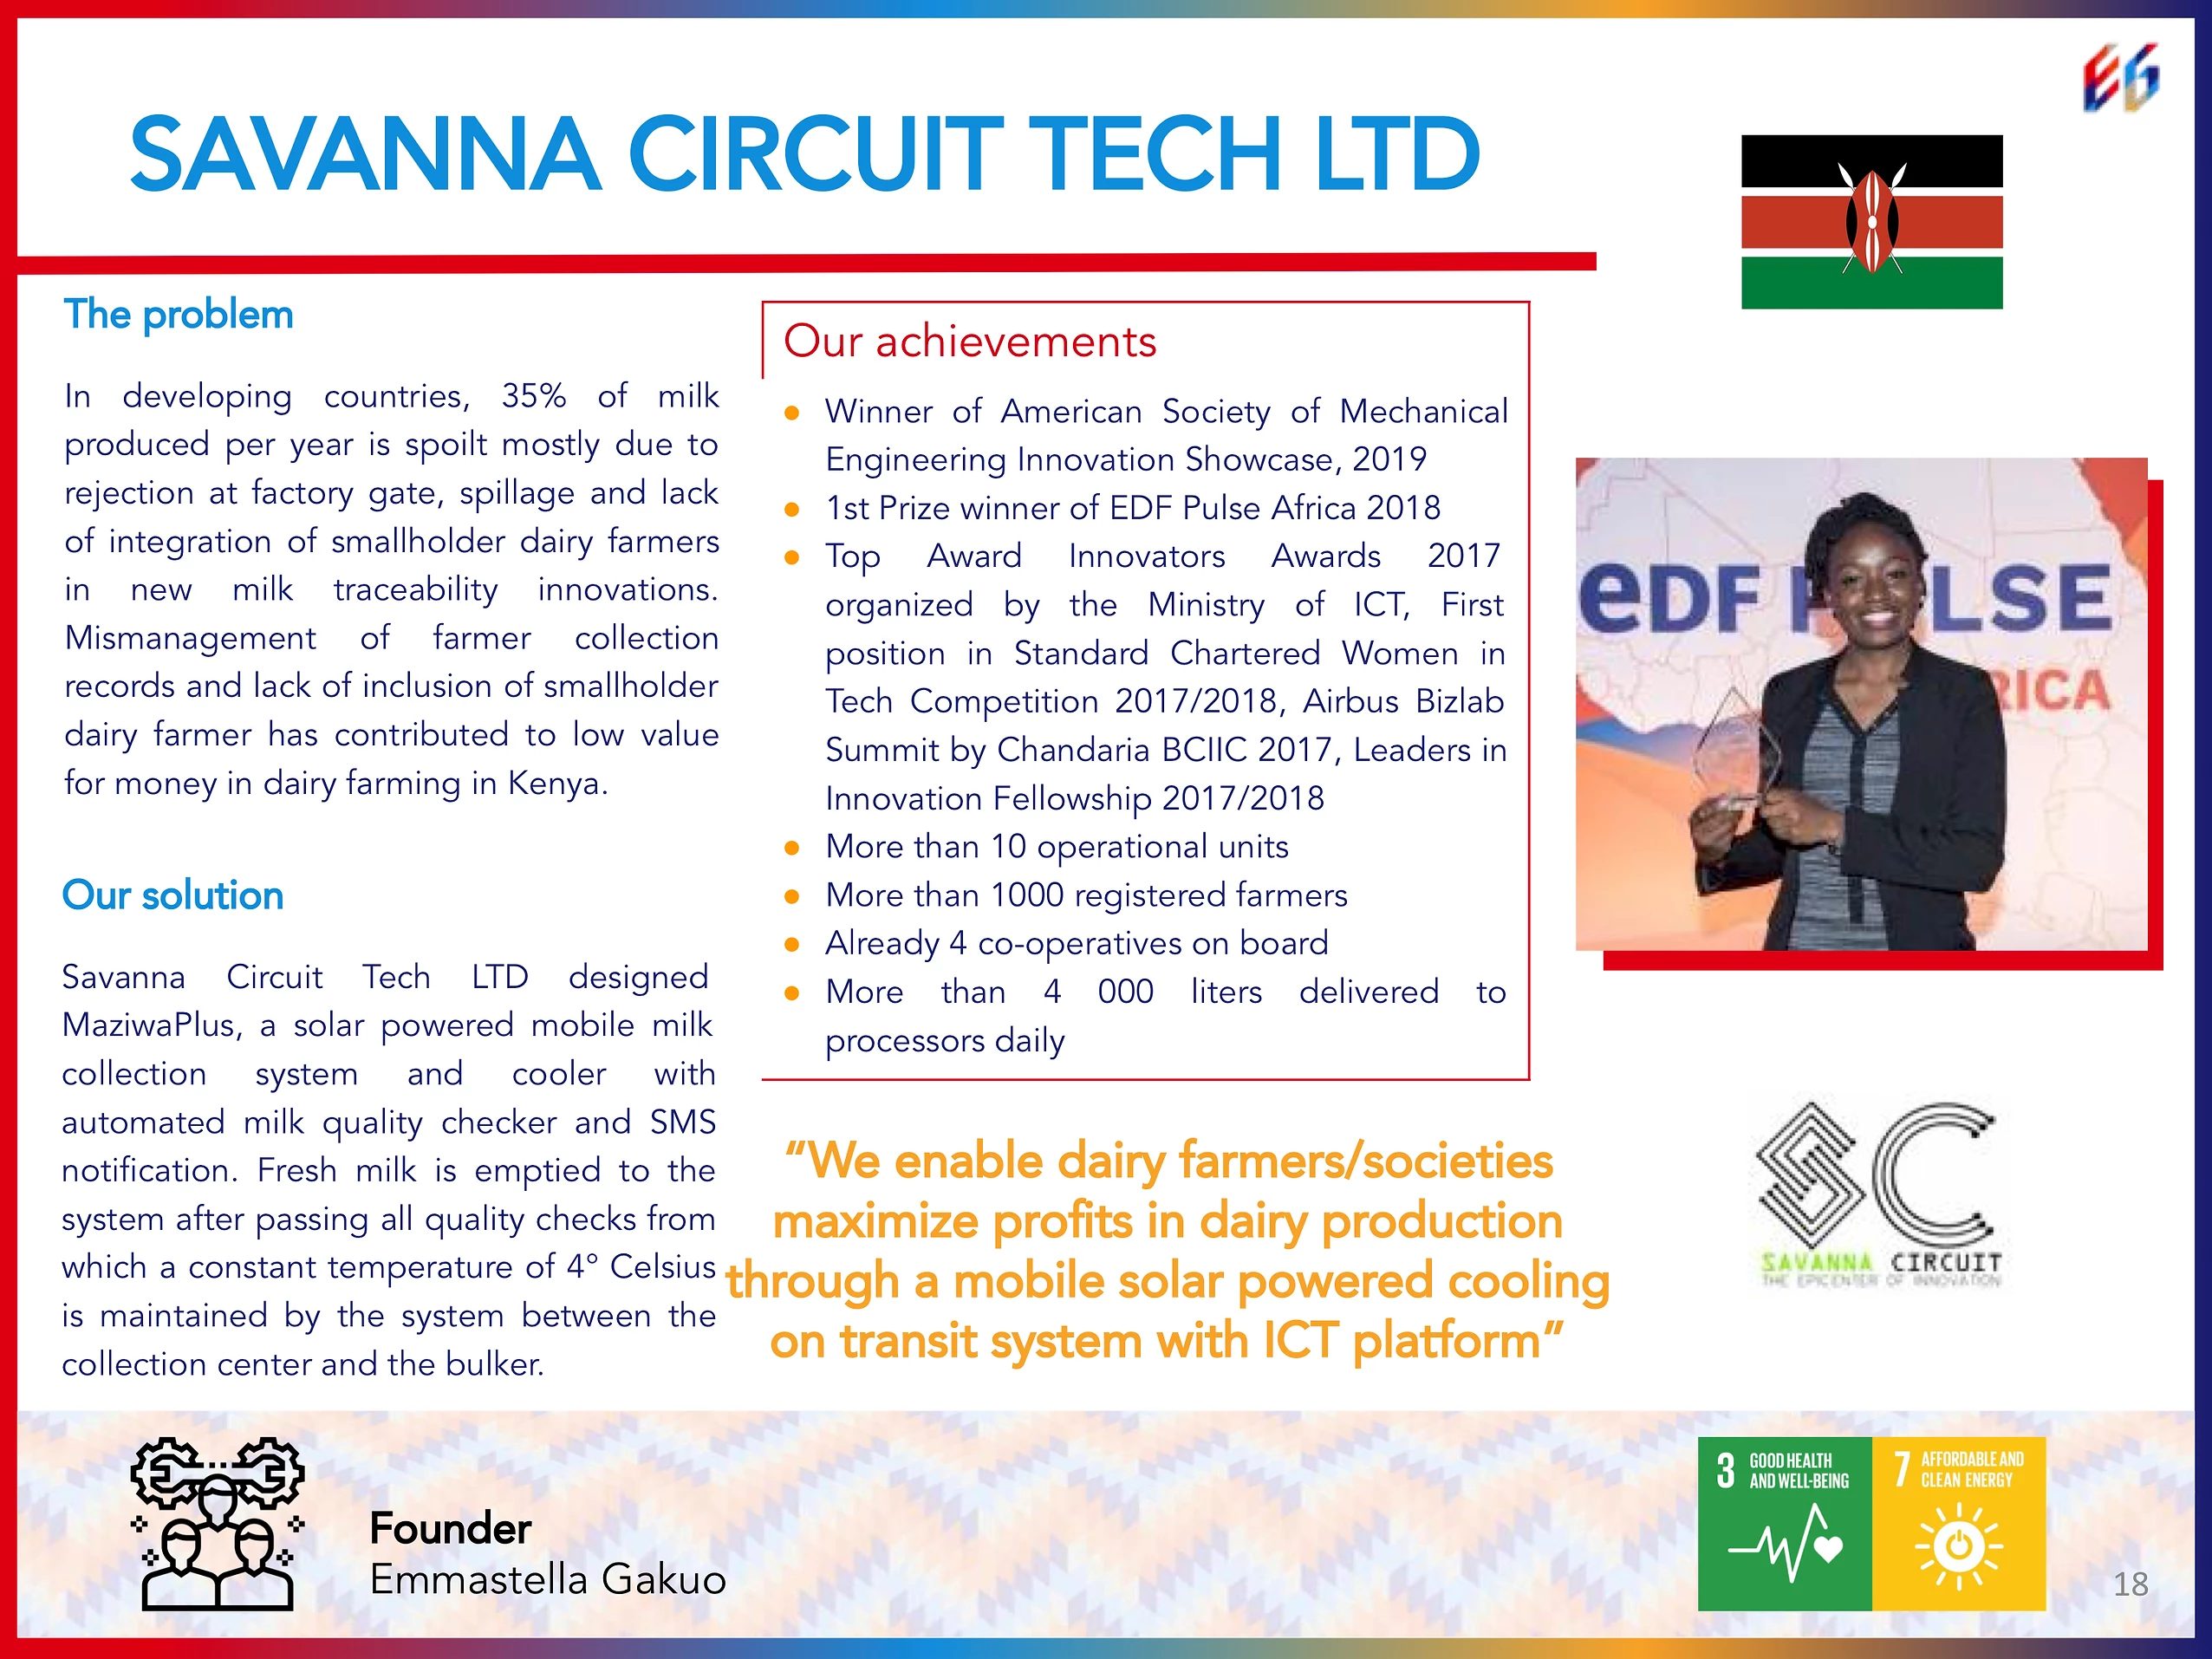 EG
SAVANNA CIRCUIT TECH LTD
The problem
In developing countries, 35% of milk
produced per year is spoilt mostly due to
rejection at factory gate, spillage and lack
of integration of smallholder dairy farmers
in new milk traceability innovations.
Mismanagement of farmer collection
records and lack of inclusion of smallholder
dairy farmer has contributed to low value
for money in dairy farming in Kenya.
Our solution
Savanna Circuit Tech LTD designed
MaziwaPlus, a solar powered mobile milk
collection system and cooler with
automated milk quality checker and SMS
notification. Fresh milk is emptied to the
system after passing all quality checks from
which a constant temperature of 4° Celsius
is maintained by the system between the
collection center and the bulker.
Our achievements
● Winner of American Society of Mechanical
Engineering Innovation Showcase, 2019
● 1st Prize winner of EDF Pulse Africa 2018
● Top Award Innovators Awards 2017
organized by the Ministry of ICT, First
position in Standard Chartered Women in
Tech Competition 2017/2018, Airbus Bizlab
Summit by Chandaria BCIIC 2017, Leaders in
Innovation Fellowship 2017/2018
● More than 10 operational units
● More than 1000 registered farmers
● Already 4 co-operatives on board
● More than 4 000 liters delivered to
processors daily
“We enable dairy farmers/societies
maximize profits in dairy production
through a mobile solar powered cooling
on transit system with ICT platform”
eDF P LSE
RICA
SC
SAVANNA CIRCUIT
THE EPICENTER OF INNOVATION
Founder
Emmastella Gakuo
3 GOOD HEALTH
AND WELL-BEING
7 AFFORDABLE AND
CLEAN ENERGY
18